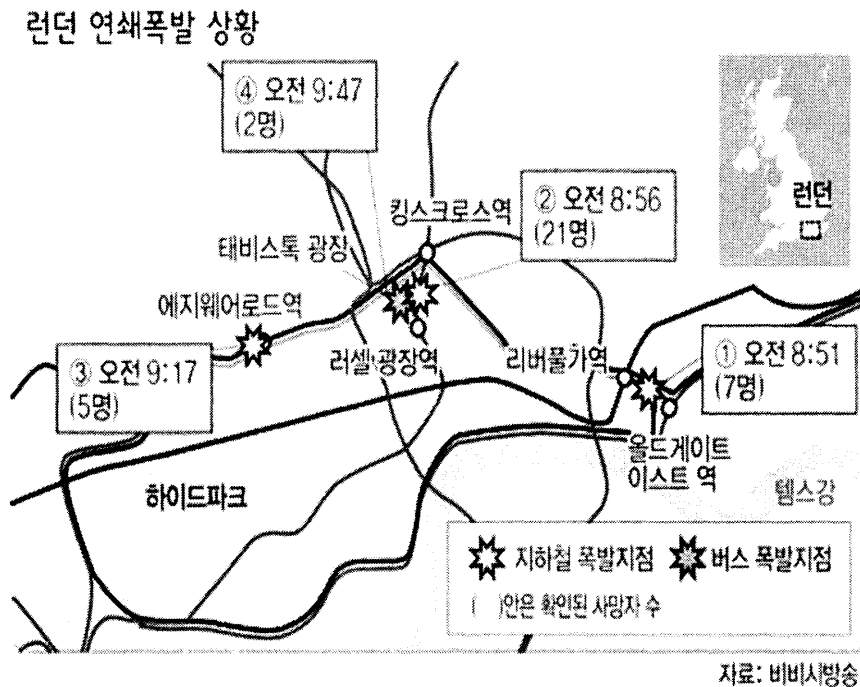 런던 연쇄폭발 상황
④ 오전 9:47
(2명)
킹스크로스역
② 오전 8:56
(21명)
런던
태비스톡 광장
에지웨어로드역
③ 오전 9:17
(5명)
러셀광장역
리버풀가역
① 오전 8:51
(7명)
올드게이트
이스트 역
하이드파크
템스강
지하철 폭발지점
버스 폭발지점
( )안은 확인된 사망자 수
자료: 비비시방송